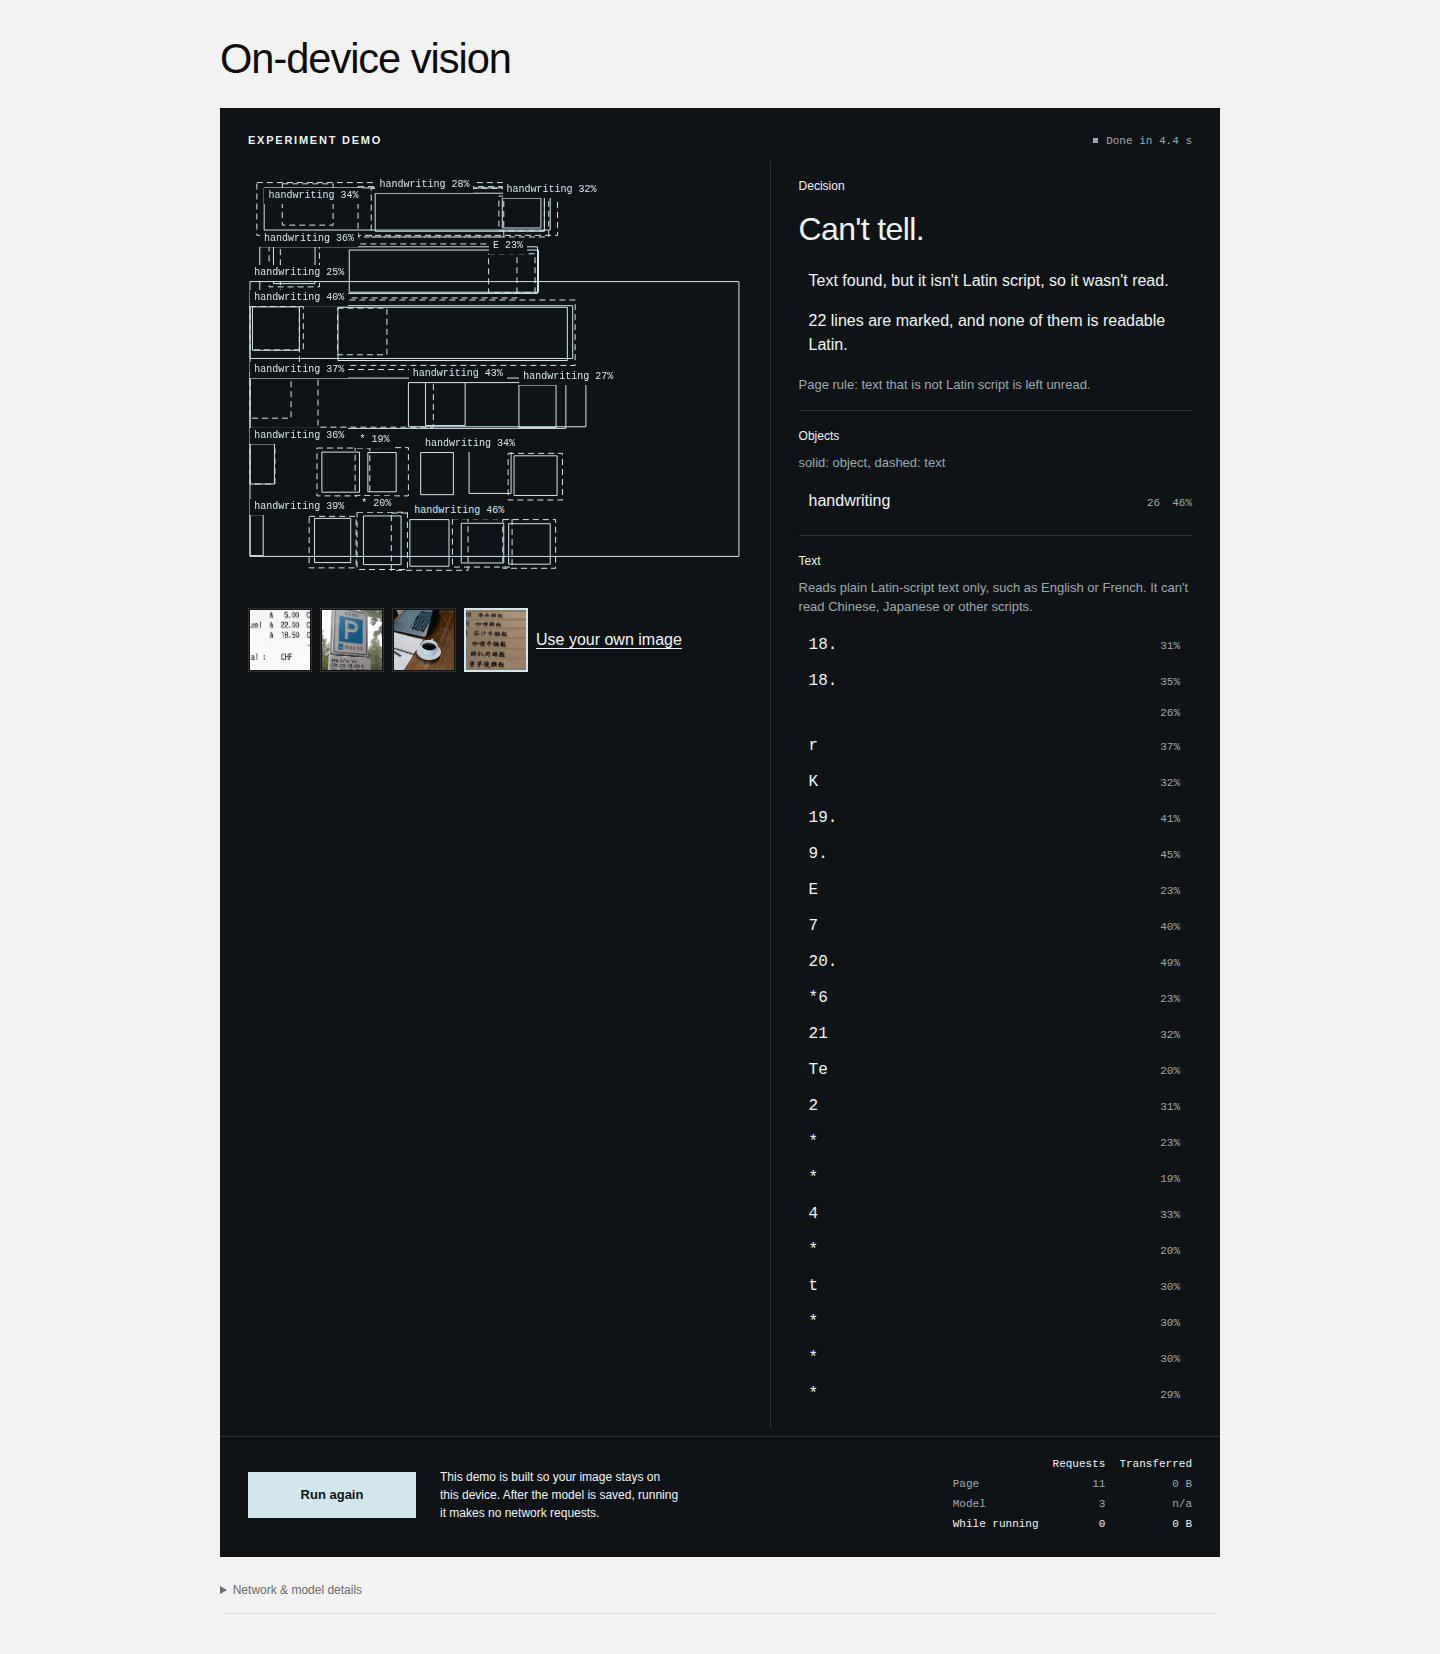 On-device vision
EXPERIMENT DEMO
Done in 4.4 s
handwriting 28%
handwriting 32%
handwriting 34%
handwriting 36%
E 23%
handwriting 25%
handwriting 40%
handwriting 37%
handwriting 43%
handwriting 27%
handwriting 36%
* 19%
handwriting 34%
handwriting 39%
* 20%
handwriting 46%
à 5.00
à 22.00
à 18.50
CHF
P
Use your own image
Decision
Can't tell.
Text found, but it isn't Latin script, so it wasn't read.
22 lines are marked, and none of them is readable
Latin.
Page rule: text that is not Latin script is left unread.
Objects
solid: object, dashed: text
handwriting 26 46%
Text
Reads plain Latin-script text only, such as English or French. It can't
read Chinese, Japanese or other scripts.
18. 31%
18. 35%
26%
r 37%
K 32%
19. 41%
9. 45%
E 23%
7 40%
20. 49%
*6 23%
21 32%
Te 20%
2 31%
* 23%
* 19%
4 33%
* 20%
t 30%
* 30%
* 30%
* 29%
Run again
This demo is built so your image stays on
this device. After the model is saved, running
it makes no network requests.
Requests Transferred
Page 11 0 B
Model 3 n/a
While running 0 0 B
Network & model details